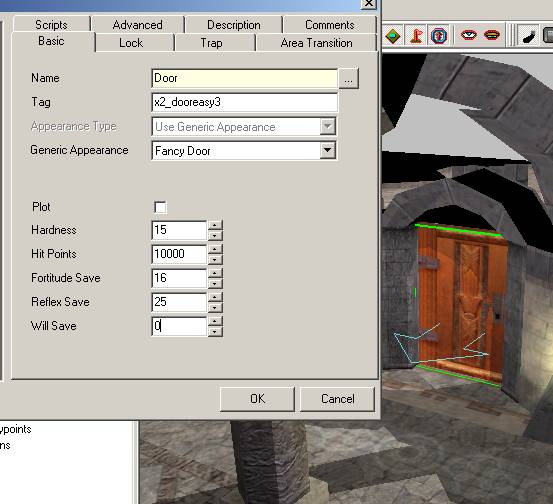 Scripts Advanced Description Comments
Basic Lock Trap Area Transition
Name Door ...
Tag x2_dooreasy3
Appearance Type Use Generic Appearance
Generic Appearance Fancy Door
Plot
Hardness 15
Hit Points 10000
Fortitude Save 16
Reflex Save 25
Will Save 0
OK Cancel
ypoints
ns